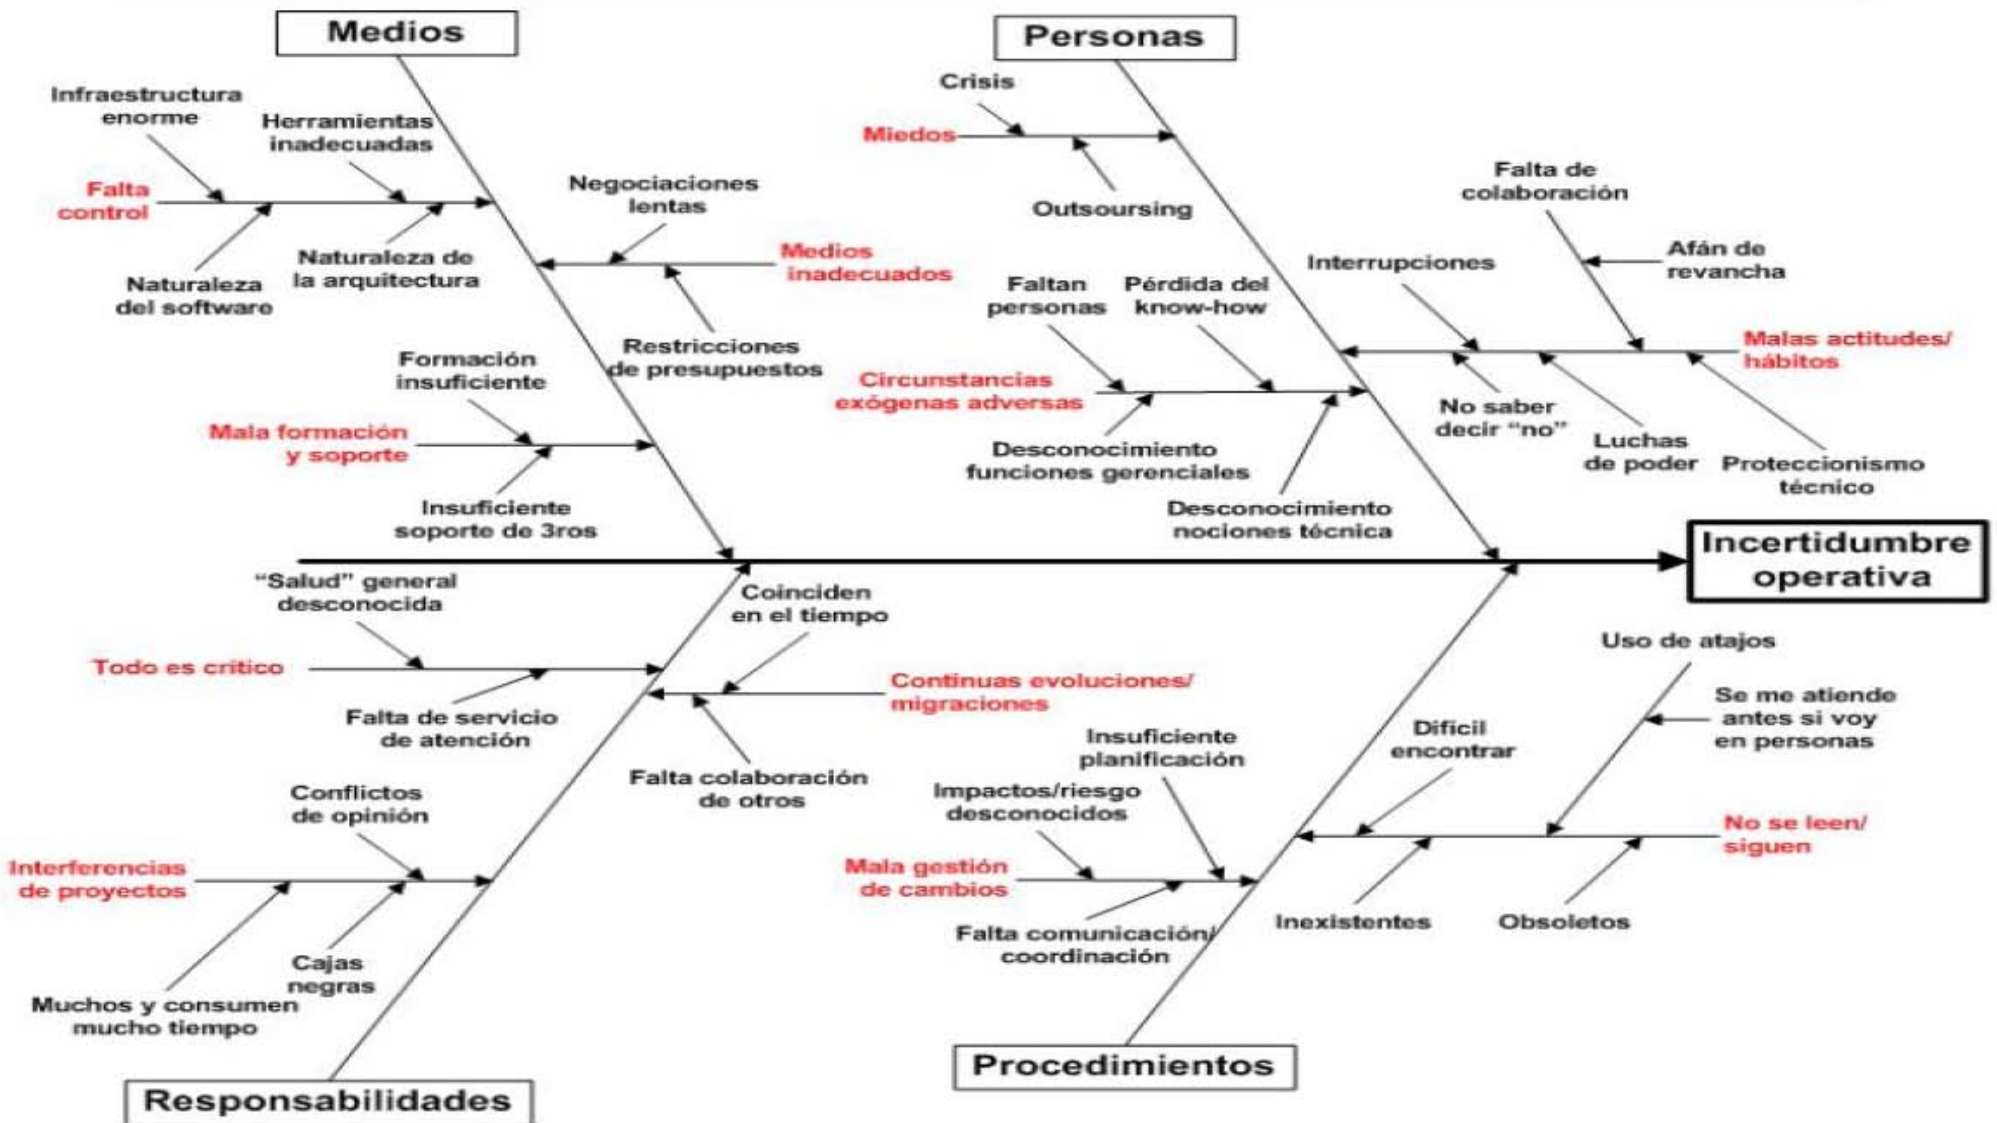 Medios
Infraestructura
enorme
Herramientas
inadecuadas
Falta
control
Naturaleza
del software
Naturaleza de
la arquitectura
Negociaciones
lentas
Medios
inadecuados
Restricciones
de presupuestos
Formación
insuficiente
Mala formación
y soporte
Insuficiente
soporte de 3ros
Personas
Crisis
Miedos
Outsoursing
Faltan
personas
Pérdida del
know-how
Circunstancias
exógenas adversas
Desconocimiento
funciones gerenciales
Desconocimiento
nociones técnica
Falta de
colaboración
Afán de
revancha
Interrupciones
Malas actitudes/
hábitos
No saber
decir “no”
Luchas
de poder
Proteccionismo
técnico
Incertidumbre
operativa
“Salud” general
desconocida
Todo es crítico
Falta de servicio
de atención
Coinciden
en el tiempo
Continuas evoluciones/
migraciones
Falta colaboración
de otros
Conflictos
de opinión
Interferencias
de proyectos
Cajas
negras
Muchos y consumen
mucho tiempo
Responsabilidades
Uso de atajos
Se me atiende
antes si voy
en personas
Difícil
encontrar
No se leen/
siguen
Inexistentes
Obsoletos
Insuficiente
planificación
Impactos/riesgo
desconocidos
Mala gestión
de cambios
Falta comunicación/
coordinación
Procedimientos